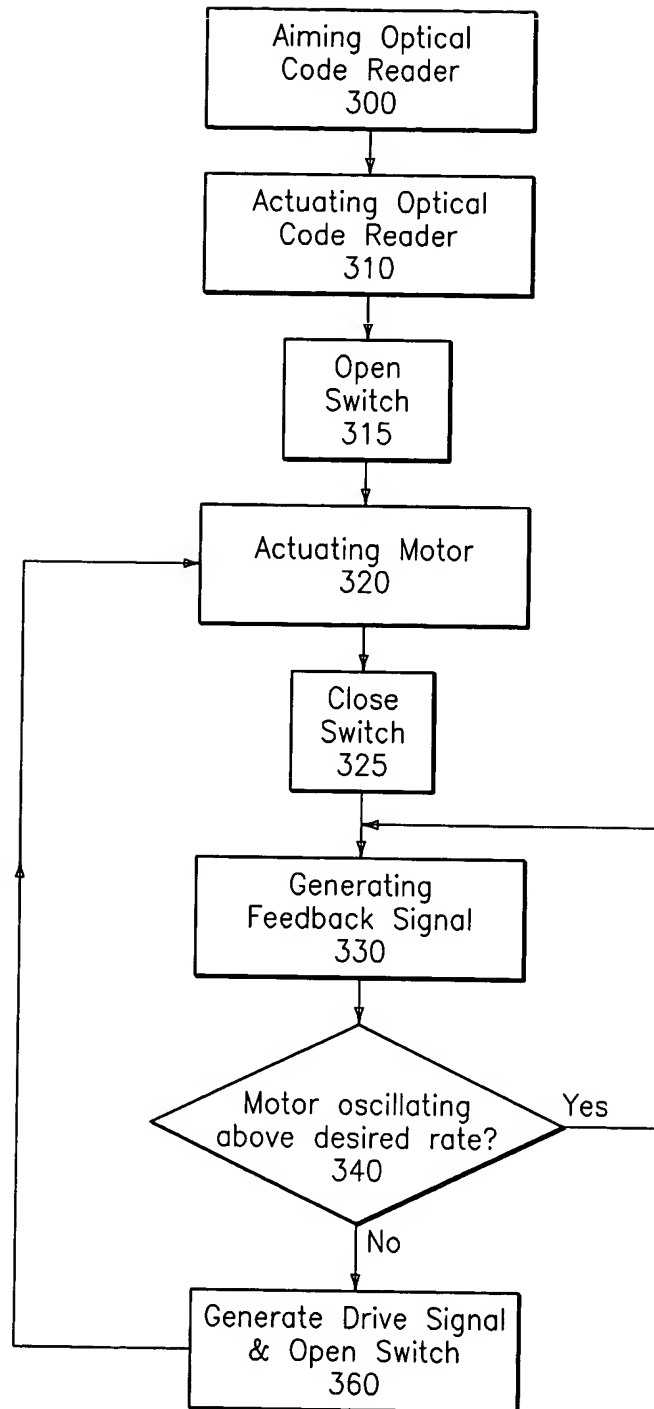 Aiming Optical
Code Reader
300
Actuating Optical
Code Reader
310
Open
Switch
315
Actuating Motor
320
Close
Switch
325
Generating
Feedback Signal
330
Motor oscillating
above desired rate?
340
Yes
No
Generate Drive Signal
& Open Switch
360